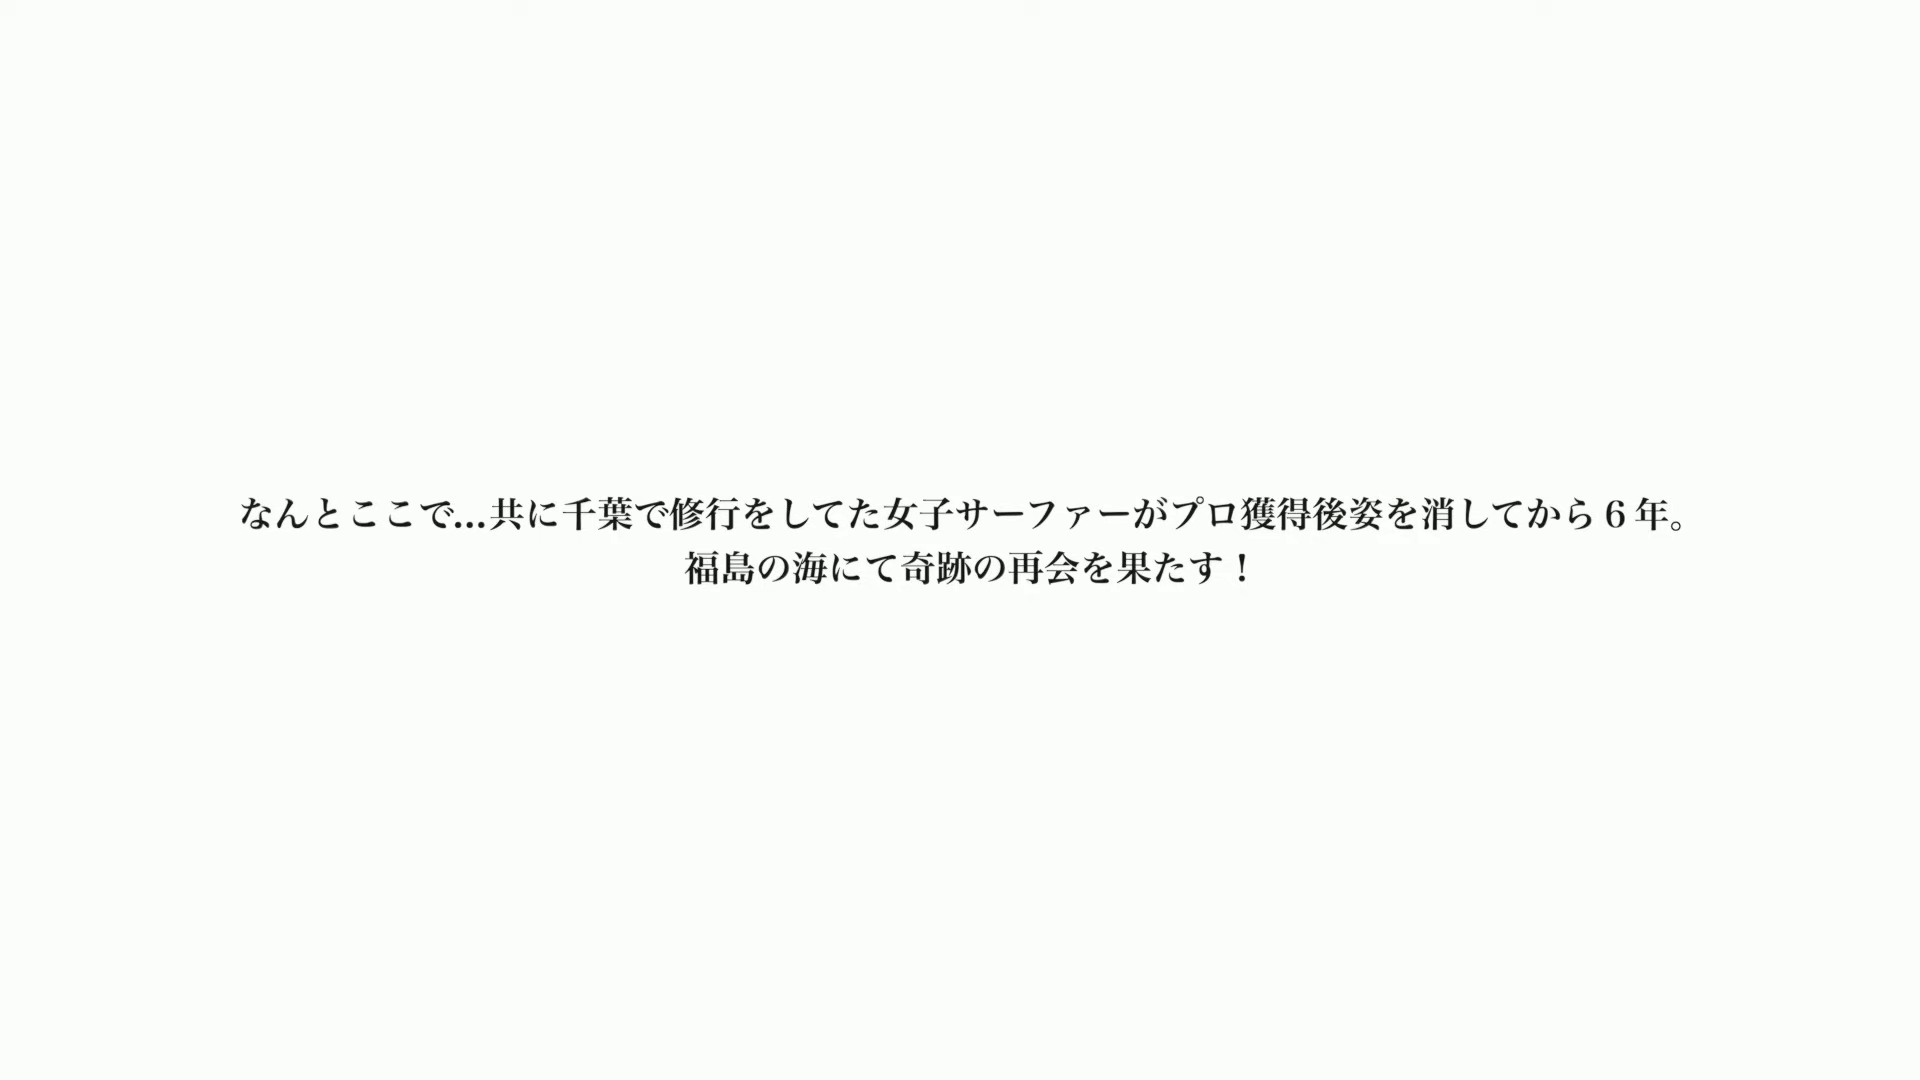 なんとここで...共に千葉で修行をしてた女子サーファーがプロ獲得後姿を消してから６年。
福島の海にて奇跡の再会を果たす！